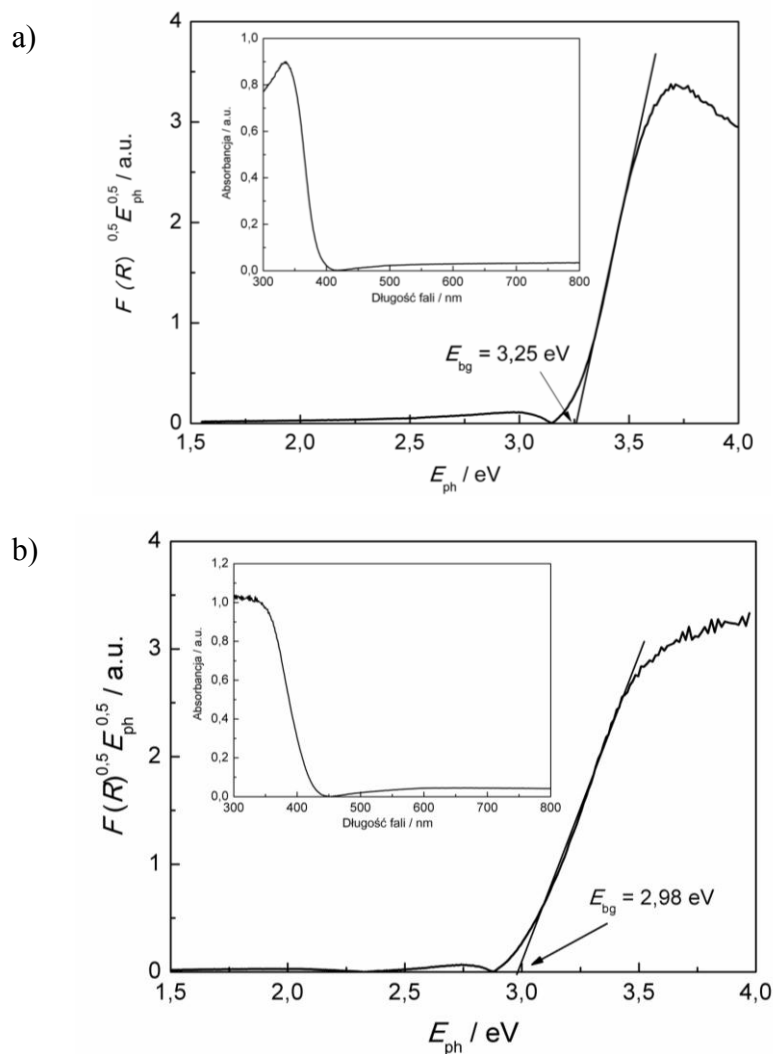 a)
4
3
2
1
0
F (R) 0,5 E ph 0,5 / a.u.
1,0
0,8
0,6
0,4
0,2
0,0
Absorbancja / a.u.
300 400 500 600 700 800
Długość fali / nm
Ebg = 3,25 eV
1,5 2,0 2,5 3,0 3,5 4,0
Eph / eV
b)
4
3
2
1
0
F (R)0,5 E ph 0,5 / a.u.
1,2
1,0
0,8
0,6
0,4
0,2
0,0
Absorbancja / a.u.
300 400 500 600 700 800
Długość fali / nm
Ebg = 2,98 eV
1,5 2,0 2,5 3,0 3,5 4,0
Eph / eV